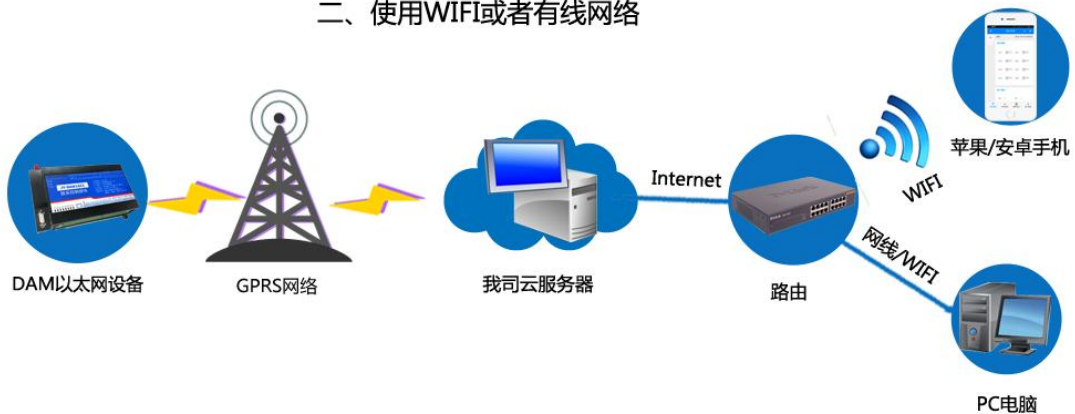 二、使用WIFI或者有线网络
苹果/安卓手机
WIFI
Internet
网线/WIFI
DAM以太网设备
GPRS网络
我司云服务器
路由
PC电脑